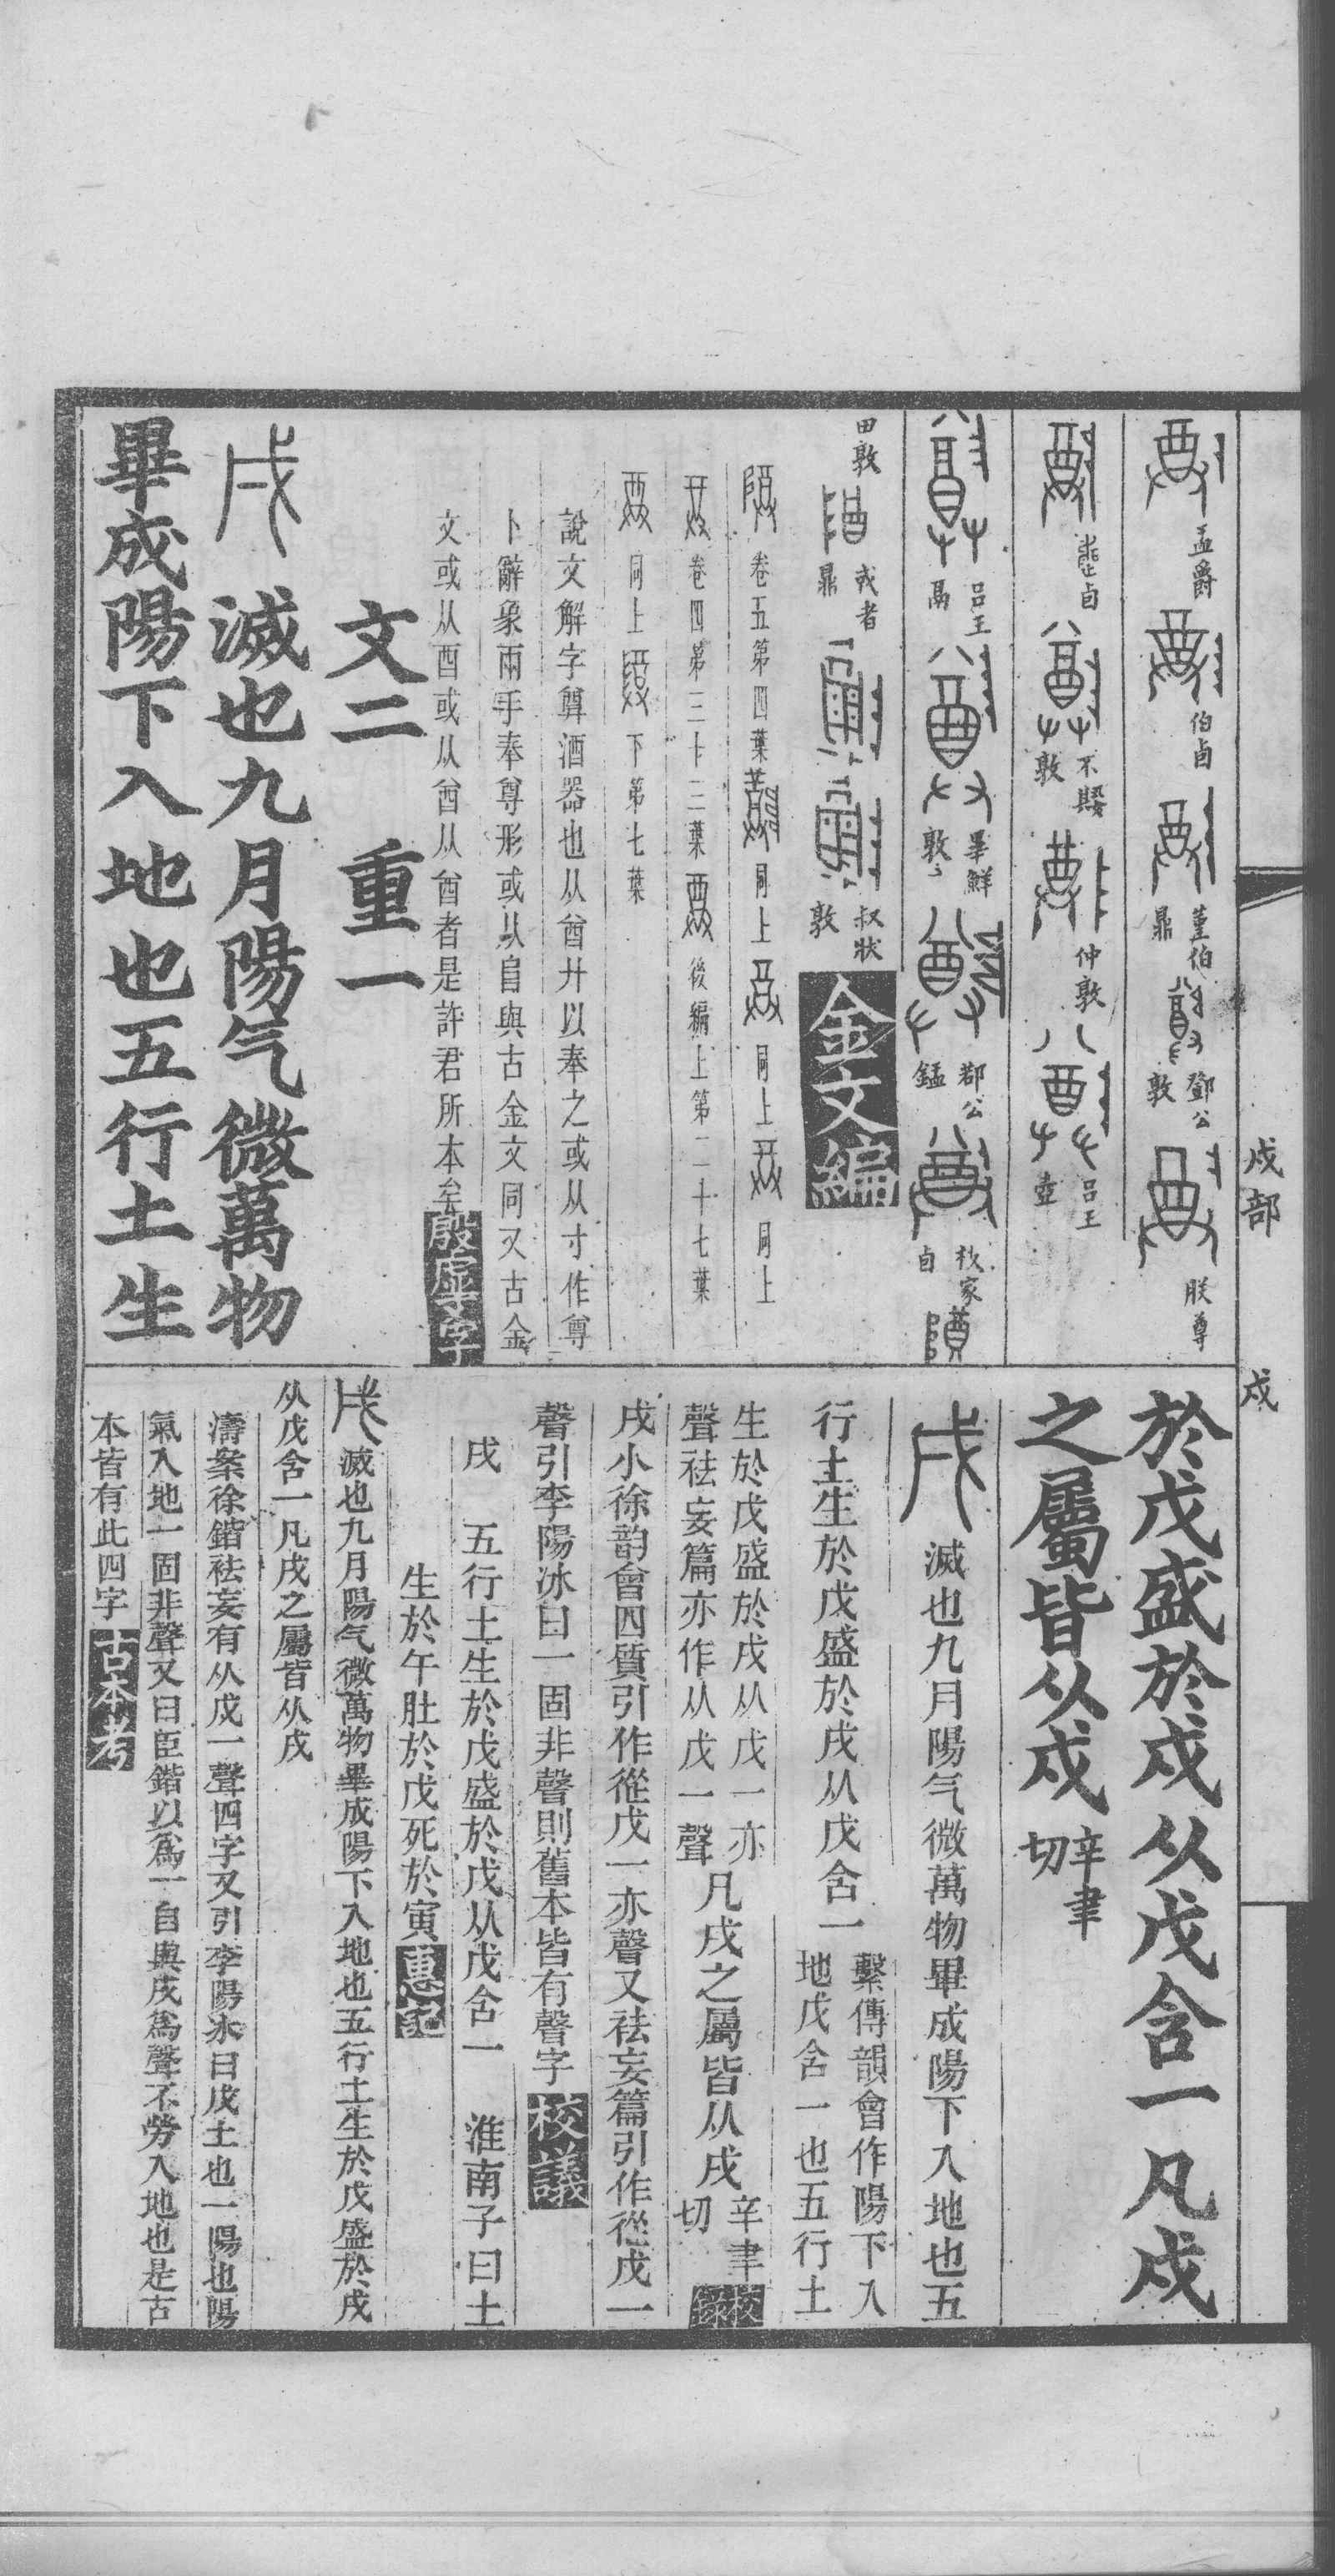 戌部　戌
盂爵　伯卣　堇伯鼎　鄧公敦　朕尊
卣　不𡢁敦　仲敦　呂王壺
呂王鬲　畢鮮敦　都公錳　家卣
田敦　或者鼎　叔敦　金文編
卷五第四葉　同上　同上　同上
卷四第三十三葉　後編上第二十七葉
同上　下第七葉
說文解字尊酒器也从酋廾以奉之或从寸作尊
卜辭象兩手奉尊形或从𨸏與古金文同又古金
文或从酉或从酋从酋者是許君所本矣　殷虛文字
文二　重一
戌　滅也九月陽气微萬物
畢成陽下入地也五行土生
於戊盛於戌从戊含一凡戌
之屬皆从戌辛聿切
戌　滅也九月陽气微萬物畢成陽下入地也五
行土生於戊盛於戌从戊含一繫傳韻會作陽下入地戊含一也五行土
生於戊盛於戌从戊一亦聲祛妄篇亦作从戊一聲凡戌之屬皆从戌辛聿切　校錄
戌小徐韵會四質引作從戊一亦聲又祛妄篇引作從戊一
聲引李陽冰曰一固非聲則舊本皆有聲字　校議
戌　五行土生於戊盛於戌从戊含一　淮南子曰土
生於午壯於戊死於寅　惠記
戌　滅也九月陽气微萬物畢成陽下入地也五行土生於戊盛於戌
从戊含一凡戌之屬皆从戌
濤案徐鍇祛妄有从戊一聲四字又引李陽冰曰戊土也一陽也陽
氣入地一固非聲又曰臣鍇以為一自與戌為聲不勞入地也是古
本皆有此四字　古本考